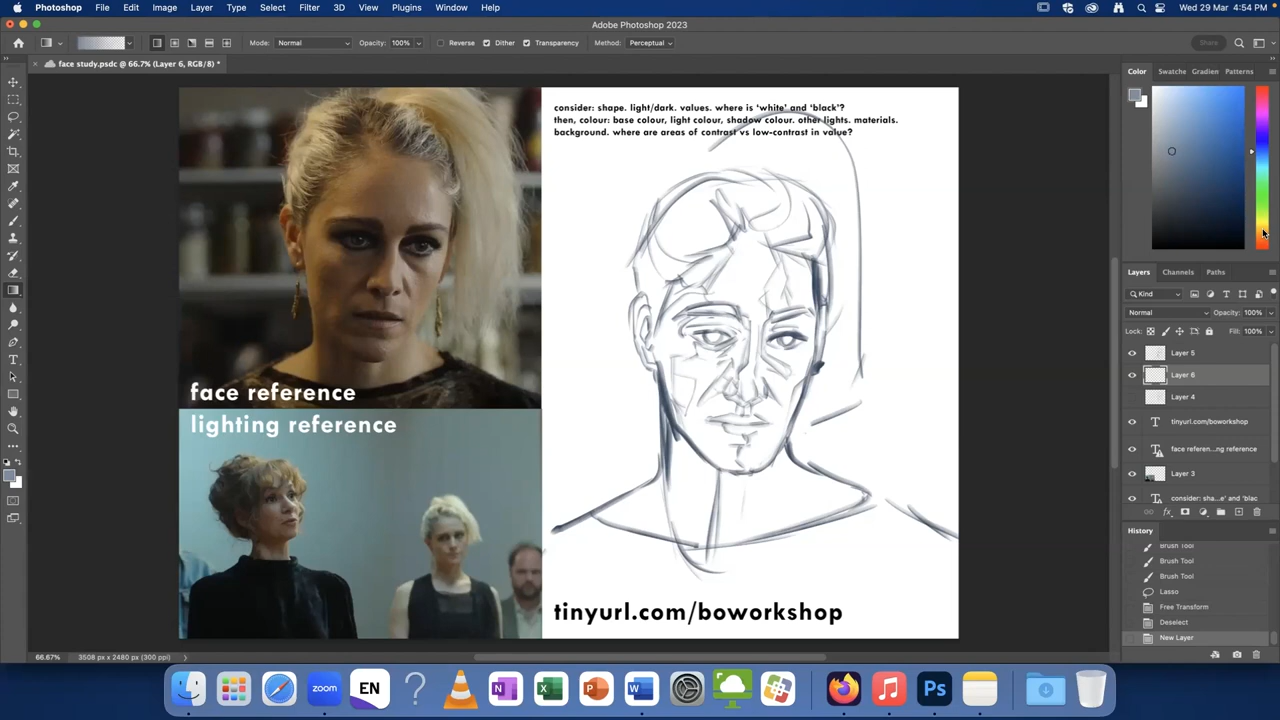 Photoshop File Edit Image Layer Type Select Filter 3D View Plugins Window Help Wed 29 Mar 4:54 PM
Adobe Photoshop 2023
Mode: Normal Opacity: 100% Reverse Dither Transparency Method: Perceptual Share
face study.psdc @ 66.7% (Layer 6, RGB/8) *
Color Swatche Gradien Patterns
consider: shape. light/dark. values. where is ‘white’ and ‘black’?
then, colour: base colour, light colour, shadow colour. other lights. materials.
background. where are areas of contrast vs low-contrast in value?
face reference
lighting reference
tinyurl.com/boworkshop
Layers Channels Paths
Kind
Normal Opacity: 100%
Lock: Fill: 100%
Layer 5
Layer 6
Layer 4
T tinyurl.com/boworkshop
T face referen...ng reference
Layer 3
T consider: sha...e' and 'blac
History
Brush Tool
Brush Tool
Brush Tool
Lasso
Free Transform
Deselect
New Layer
66.67% 3508 px x 2480 px (300 ppi)
zoom EN ? N X P W Ps